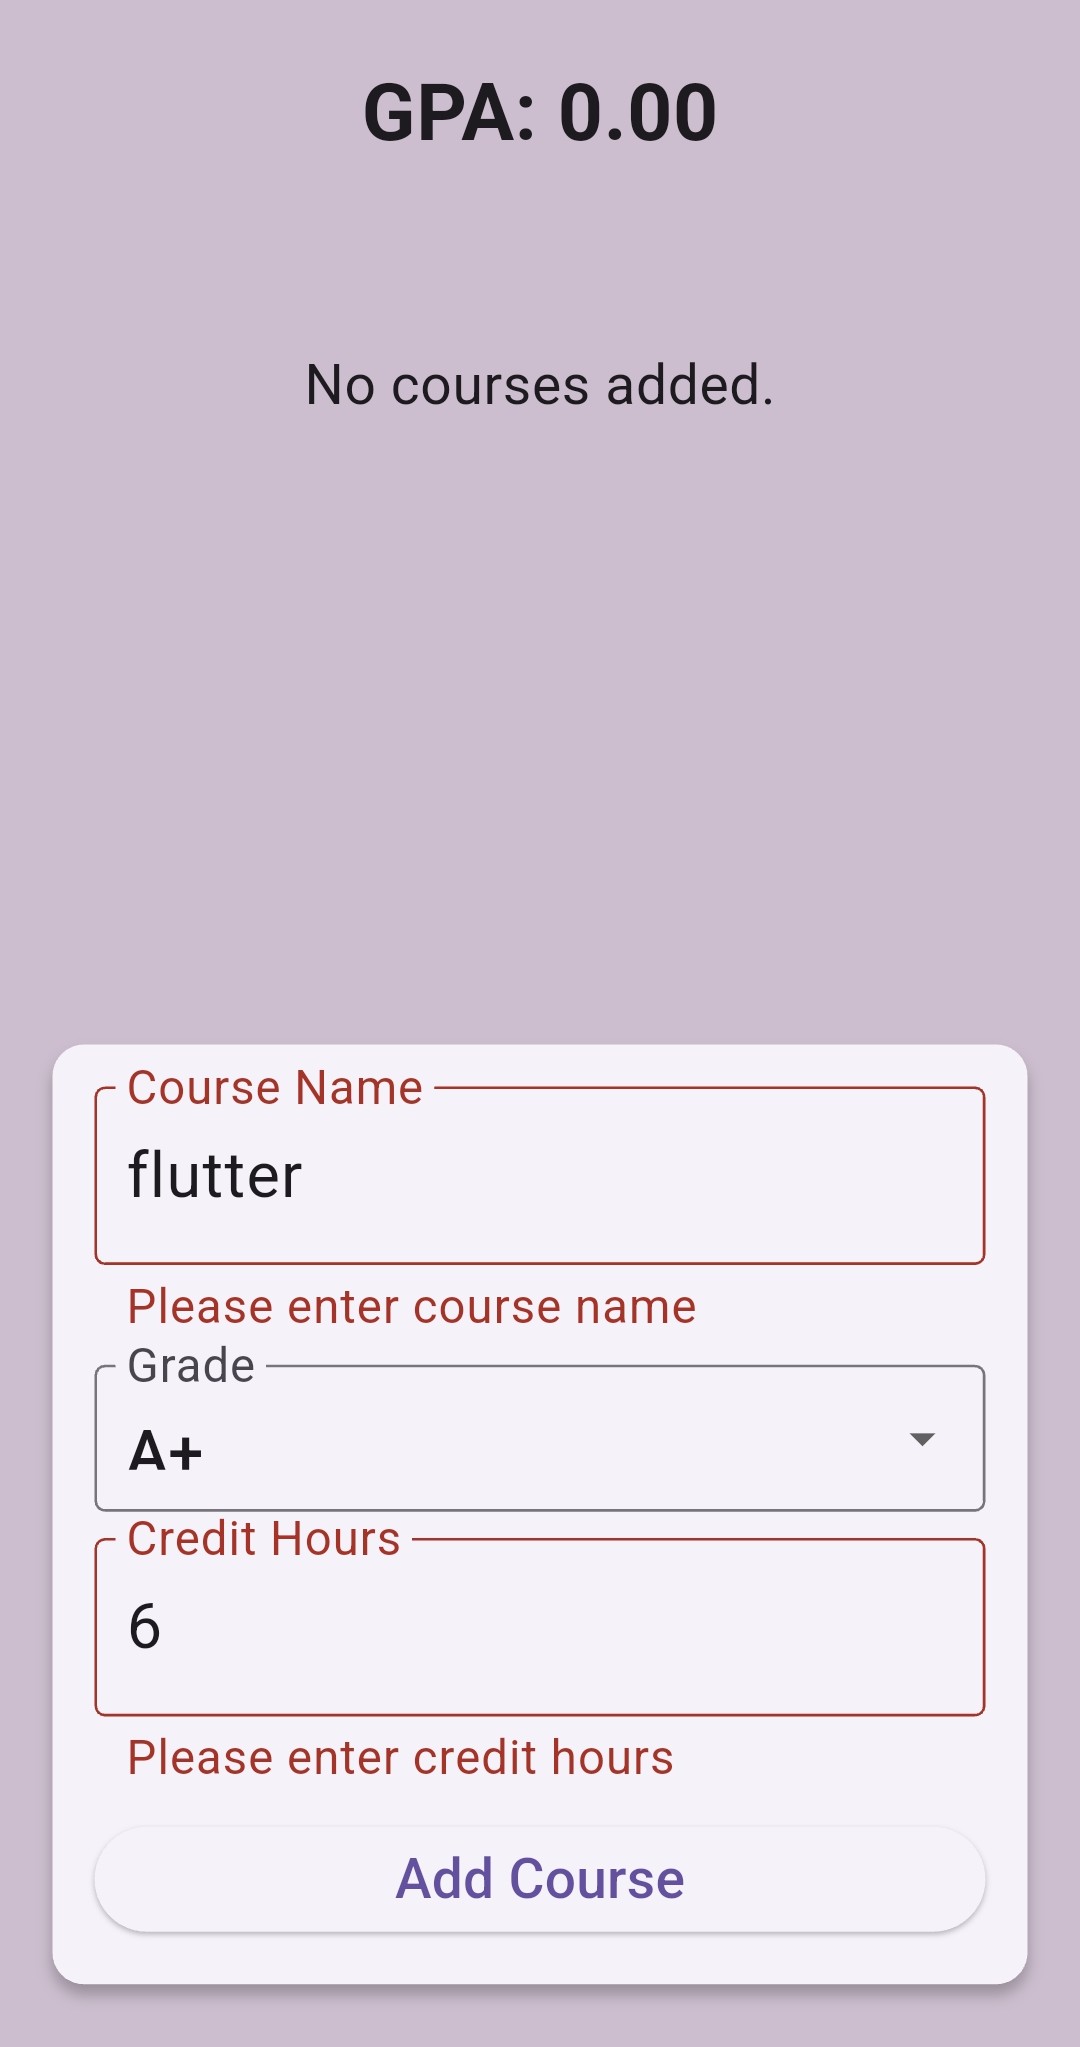 GPA: 0.00
No courses added.
Course Name
flutter
Please enter course name
Grade
A+
Credit Hours
6
Please enter credit hours
Add Course